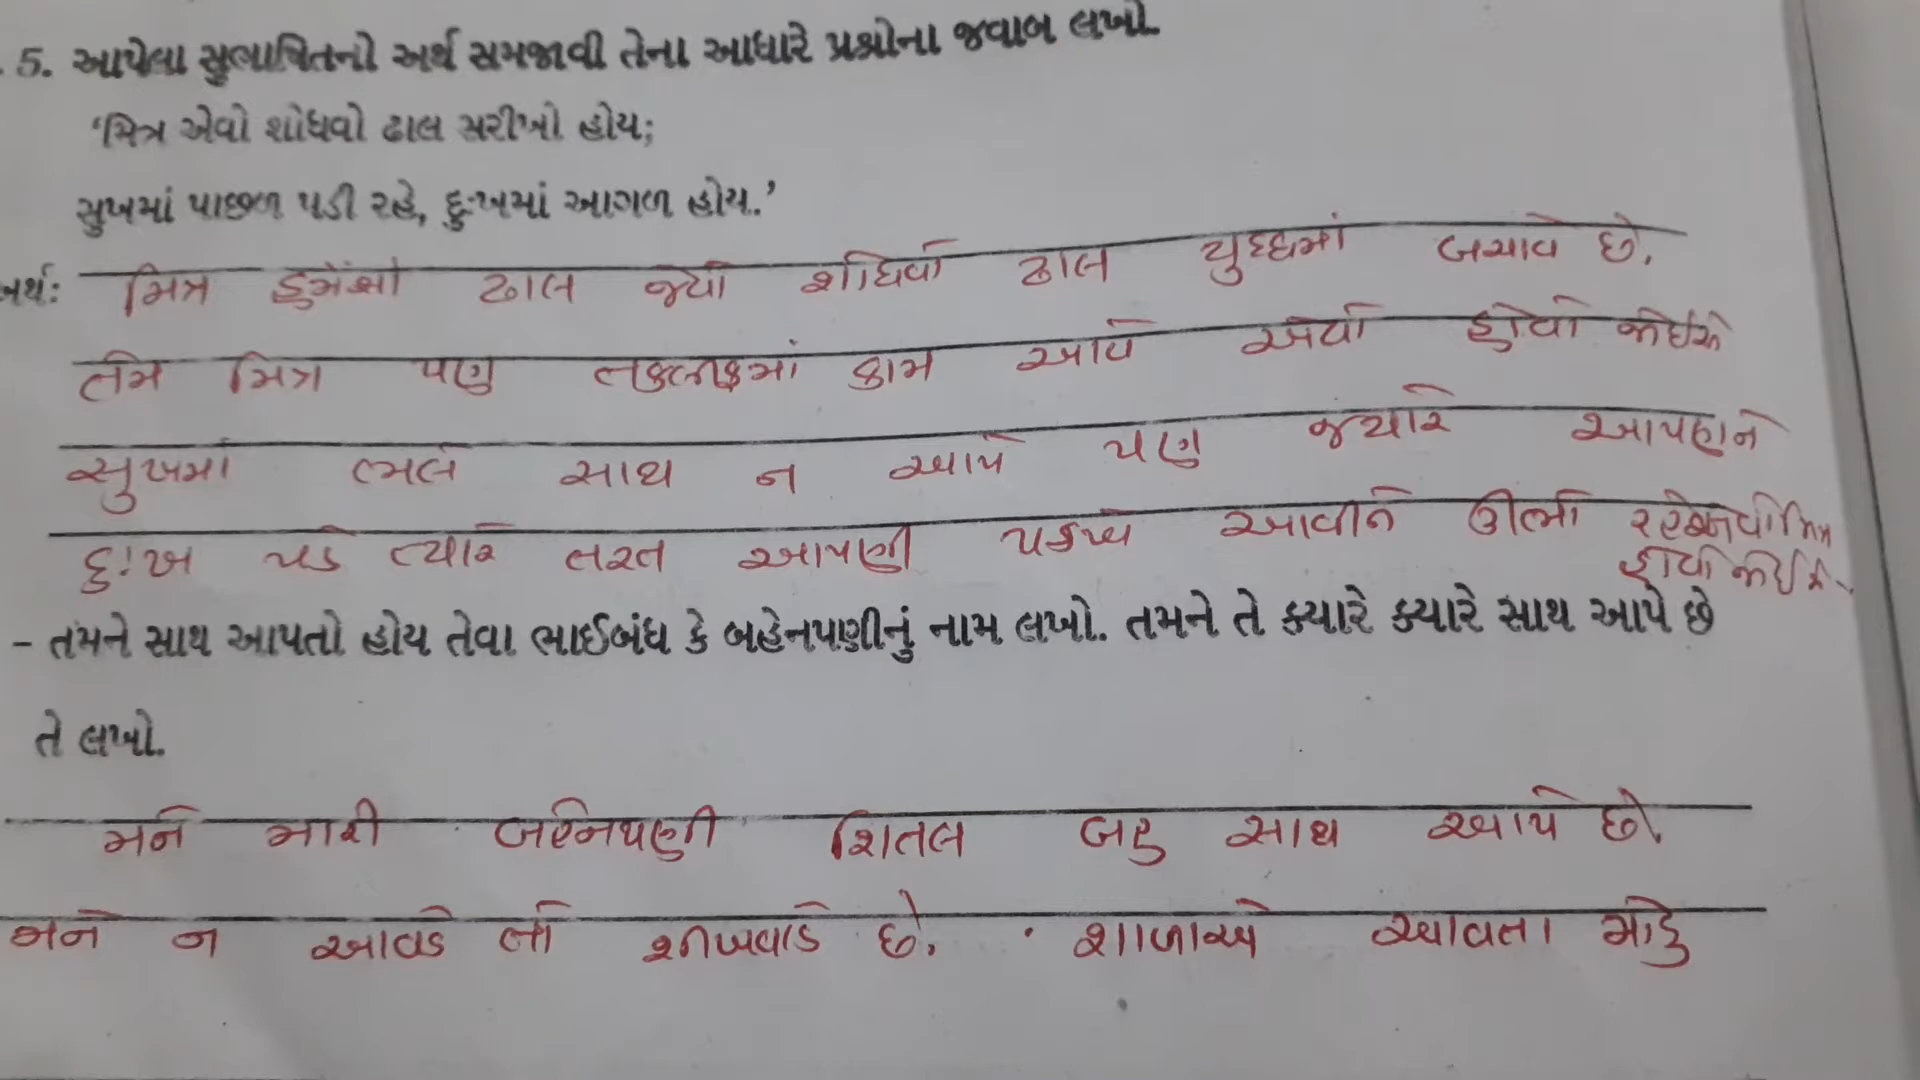 5. આપેલા સુભાષિતનો અર્થ સમજાવી તેના આધારે પ્રશ્નોના જવાબ લખો.
‘મિત્ર એવો શોધવો ઢાલ સરીખો હોય;
સુખમાં પાછળ પડી રહે, દુઃખમાં આગળ હોય.’
અર્થ: મિત્ર હંમેશાં ઢાલ જેવો શોધવો ઢાલ યુદ્ધમાં બચાવે છે.
તેમ મિત્ર પણ તકલીફમાં કામ આવે એવો હોવો જોઈએ
સુખમાં ભલે સાથ ન આપે પણ જ્યારે આપણને
દુઃખ પડે ત્યારે તરત આપણી પડખે આવીને ઊભો રહે એવો મિત્ર
હોવો જોઈએ.
- તમને સાથ આપતો હોય તેવા ભાઈબંધ કે બહેનપણીનું નામ લખો. તમને તે ક્યારે ક્યારે સાથ આપે છે
તે લખો.
મને મારી બહેનપણી શિતલ બહુ સાથ આપે છે.
મને ન આવડે તો શીખવાડે છે. શાળાએ આવતા મોડુ